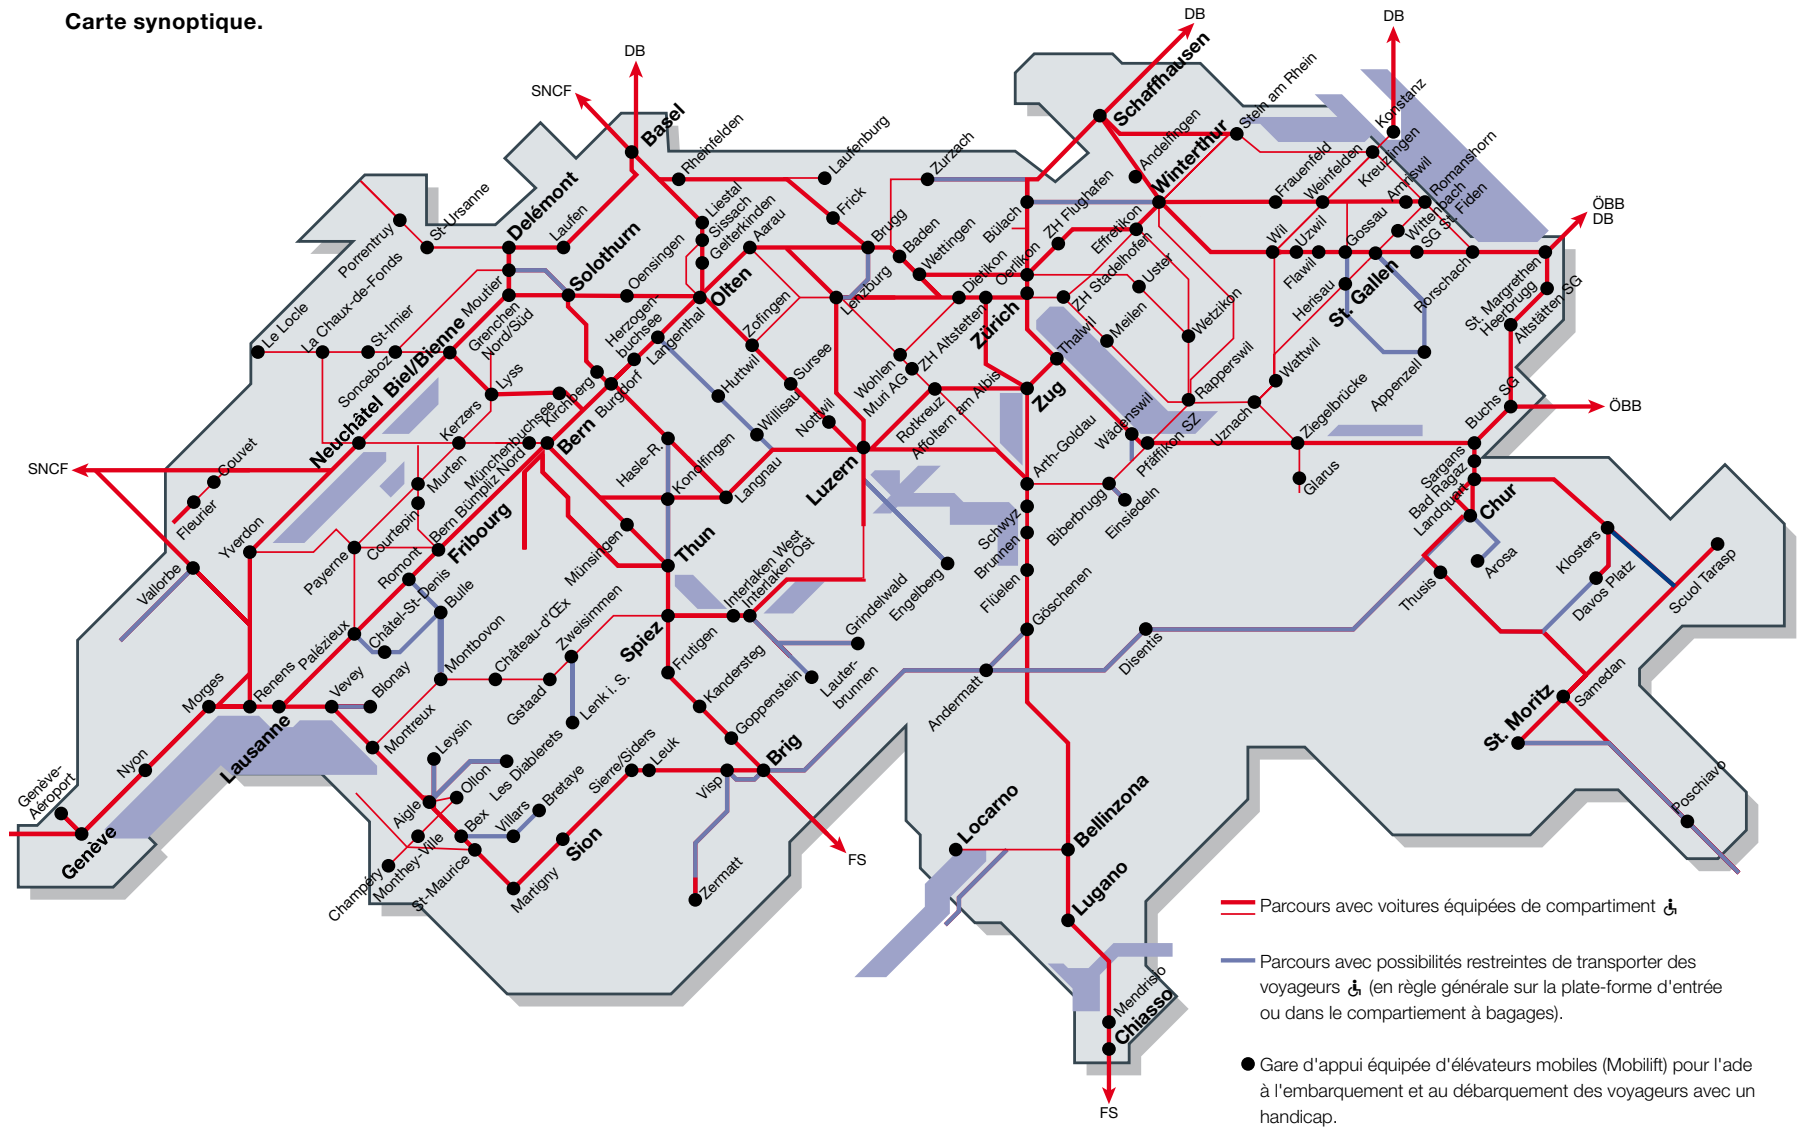 Carte synoptique.
DB
DB
DB
SNCF
ÖBB
DB
ÖBB
SNCF
FS
FS
Schaffhausen
Stein am Rhein
Konstanz
Basel
Rheinfelden
Laufenburg
Zurzach
Andelfingen
Winterthur
Frauenfeld
Weinfelden
Kreuzlingen
Amriswil
Romanshorn
St-Ursanne
Porrentruy
Delémont
Laufen
Liestal
Sissach
Gelterkinden
Aarau
Frick
Brugg
Baden
Wettingen
Bülach
ZH Flughafen
Effretikon
Oerlikon
Dietikon
Wil
Uzwil
Flawil
Gossau
Wittenbach
SG St. Fiden
St. Gallen
Herisau
Rorschach
St. Margrethen
Heerbrugg
Altstätten SG
Le Locle
La Chaux-de-Fonds
St-Imier
Sonceboz
Moutier
Solothurn
Oensingen
Olten
Grenchen
Nord/Süd
Biel/Bienne
Herzogen-
buchsee
Langenthal
Zofingen
Lenzburg
ZH Altstetten
Zürich
ZH Stadelhofen
Uster
Wetzikon
Meilen
Thalwil
Rapperswil
Wattwil
Appenzell
Buchs SG
Neuchâtel
Lyss
Kerzers
Münchenbuchsee
Kirchberg
Burgdorf
Huttwil
Sursee
Willisau
Nottwil
Wohlen
Muri AG
Rotkreuz
Affoltern am Albis
Zug
Wädenswil
Pfäffikon SZ
Uznach
Ziegelbrücke
Glarus
Couvet
Fleurier
Yverdon
Murten
Courtepin
Payerne
Bern Bümpliz Nord
Bern
Fribourg
Hasle-R.
Konolfingen
Langnau
Luzern
Arth-Goldau
Schwyz
Brunnen
Flüelen
Göschenen
Biberbrugg
Einsiedeln
Sargans
Bad Ragaz
Landquart
Chur
Arosa
Klosters
Davos Platz
Scuol Tarasp
Thusis
Vallorbe
Romont
Châtel-St-Denis
Bulle
Palézieux
Münsingen
Thun
Interlaken West
Interlaken Ost
Grindelwald
Lauter-
brunnen
Engelberg
Disentis
Andermatt
Samedan
St. Moritz
Poschiavo
Morges
Renens
Lausanne
Vevey
Blonay
Montreux
Montbovon
Château-d'Œx
Gstaad
Zweisimmen
Lenk i. S.
Spiez
Frutigen
Kandersteg
Goppenstein
Brig
Nyon
Genève-
Aéroport
Genève
Leysin
Aigle
Ollon
Les Diablerets
Bex
Villars
Bretaye
Monthey-Ville
Champéry
St-Maurice
Martigny
Sion
Sierre/Siders
Leuk
Visp
Zermatt
Locarno
Bellinzona
Lugano
Mendrisio
Chiasso
Parcours avec voitures équipées de compartiment
Parcours avec possibilités restreintes de transporter des
voyageurs (en règle générale sur la plate-forme d'entrée
ou dans le compartiement à bagages).
Gare d'appui équipée d'élévateurs mobiles (Mobilift) pour l'ade
à l'embarquement et au débarquement des voyageurs avec un
handicap.